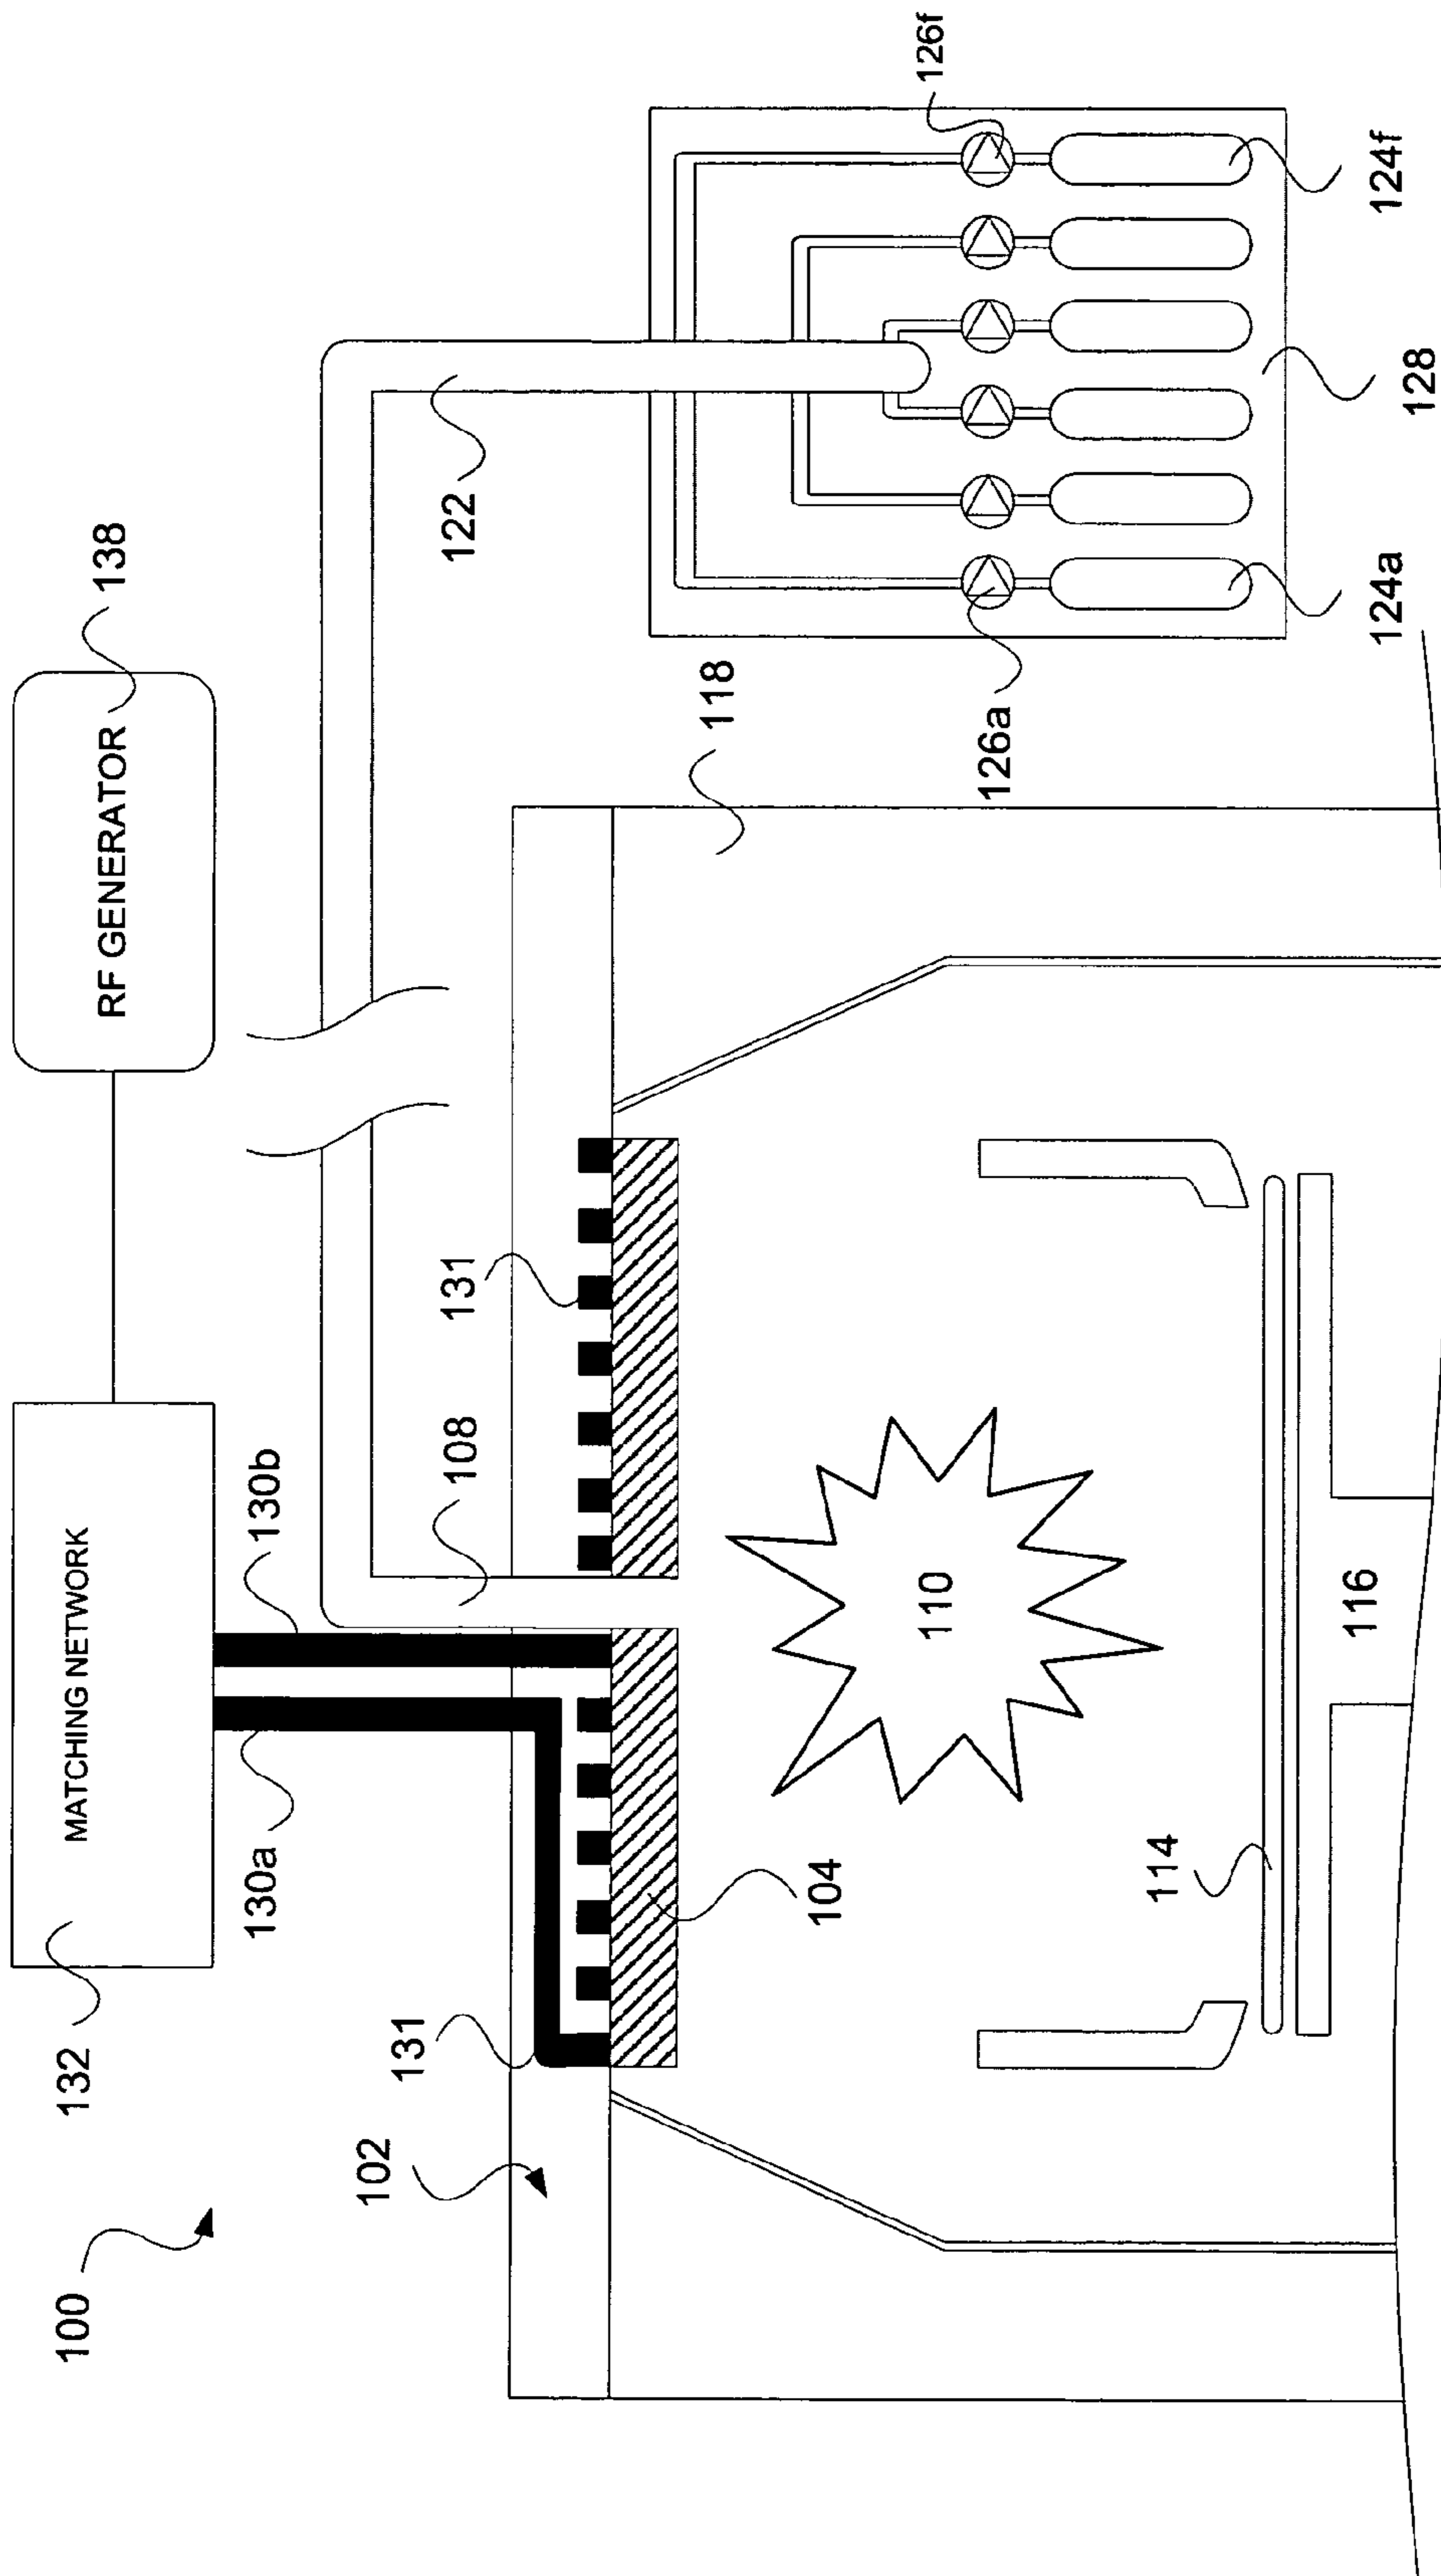 100
132
MATCHING NETWORK
RF GENERATOR
138
130a
130b
102
131
108
131
122
118
126a
126f
104
110
114
116
124a
128
124f